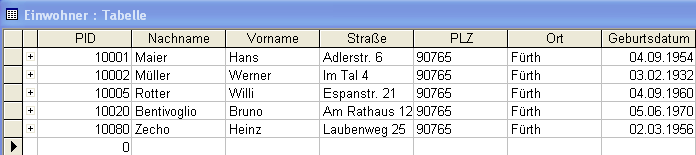 Einwohner : Tabelle
PID Nachname Vorname Straße PLZ Ort Geburtsdatum
+ 10001 Maier Hans Adlerstr. 6 90765 Fürth 04.09.1954
+ 10002 Müller Werner Im Tal 4 90765 Fürth 03.02.1932
+ 10005 Rotter Willi Espanstr. 21 90765 Fürth 04.09.1960
+ 10020 Bentivoglio Bruno Am Rathaus 12 90765 Fürth 05.06.1970
+ 10080 Zecho Heinz Laubenweg 25 90765 Fürth 02.03.1956
0